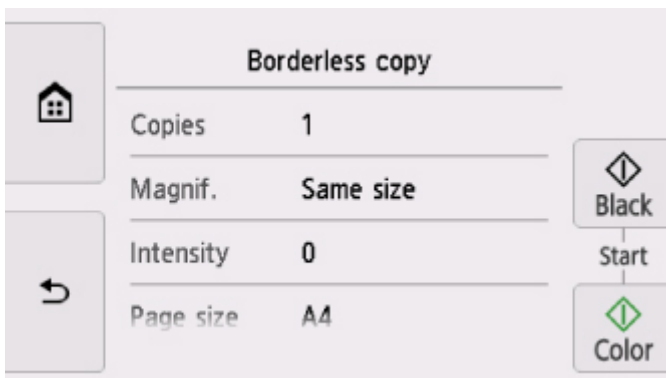 Borderless copy
Copies 1
Magnif. Same size
Intensity 0
Page size A4
Black
Start
Color